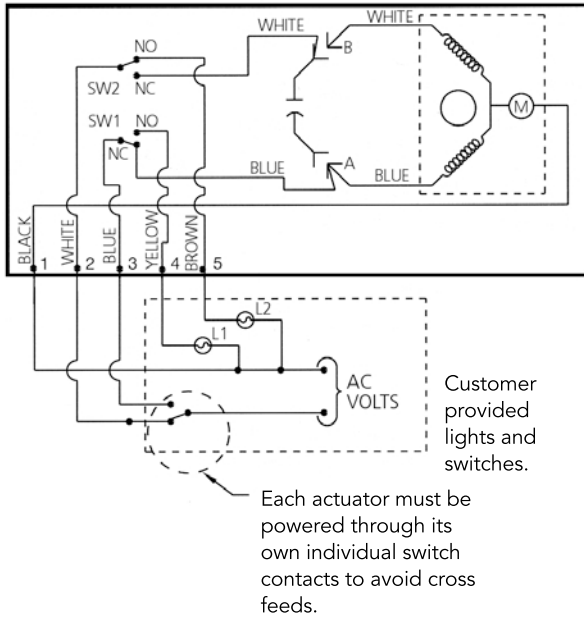 WHITE
WHITE
NO
B
SW2
NC
SW1
NO
M
NC
A
BLUE
BLUE
BLACK
WHITE
BLUE
YELLOW
BROWN
1
2
3
4
5
L2
L1
AC
VOLTS
Customer
provided
lights and
switches.
Each actuator must be
powered through its
own individual switch
contacts to avoid cross
feeds.